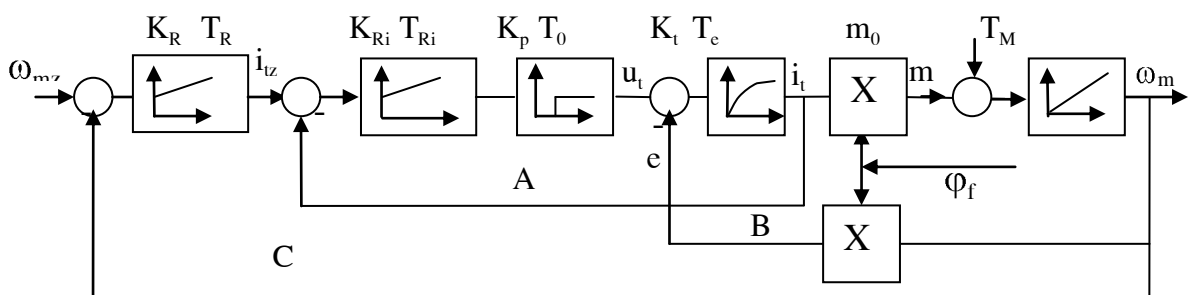 K_R T_R
K_Ri T_Ri
K_p T_0
K_t T_e
m_0
T_M
ω_mz
i_tz
u_t
i_t
X
m
ω_m
-
-
-
e
A
φ_f
B
X
C